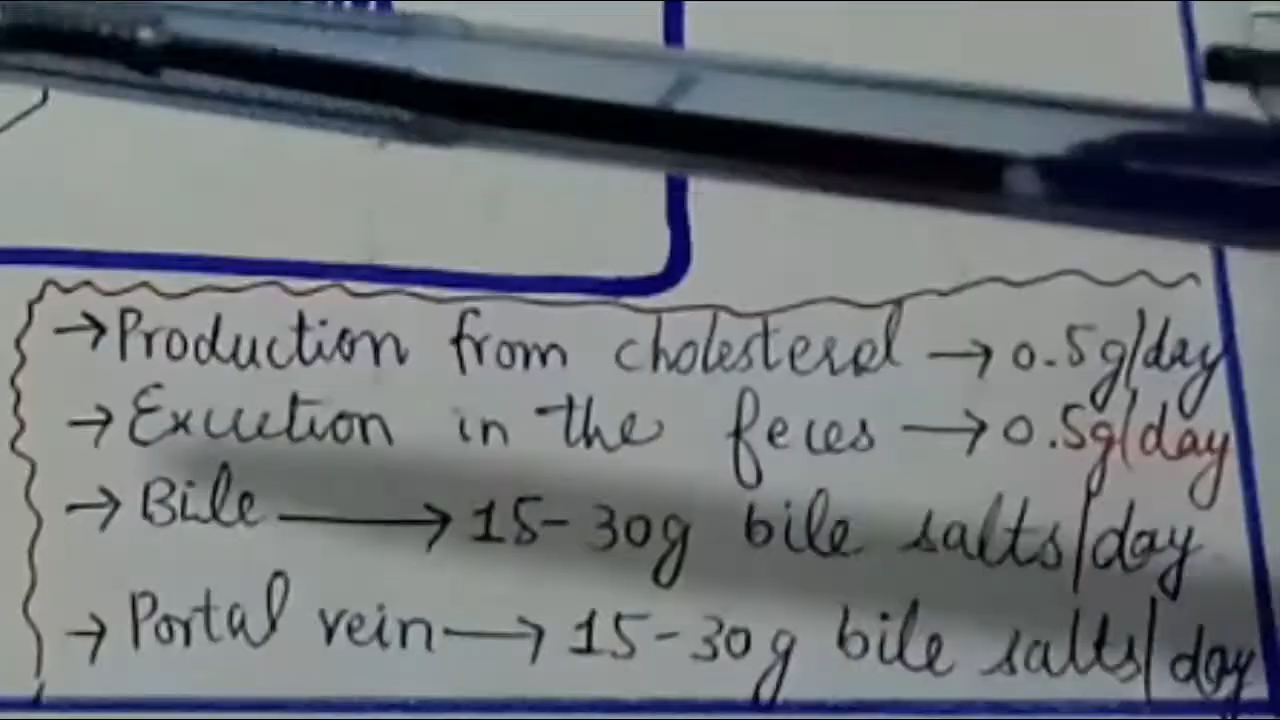 → Production from cholesterol → 0.5g/day
→ Excretion in the feces → 0.5g/day
→ Bile → 15-30g bile salts/day
→ Portal vein → 15-30g bile salts/day